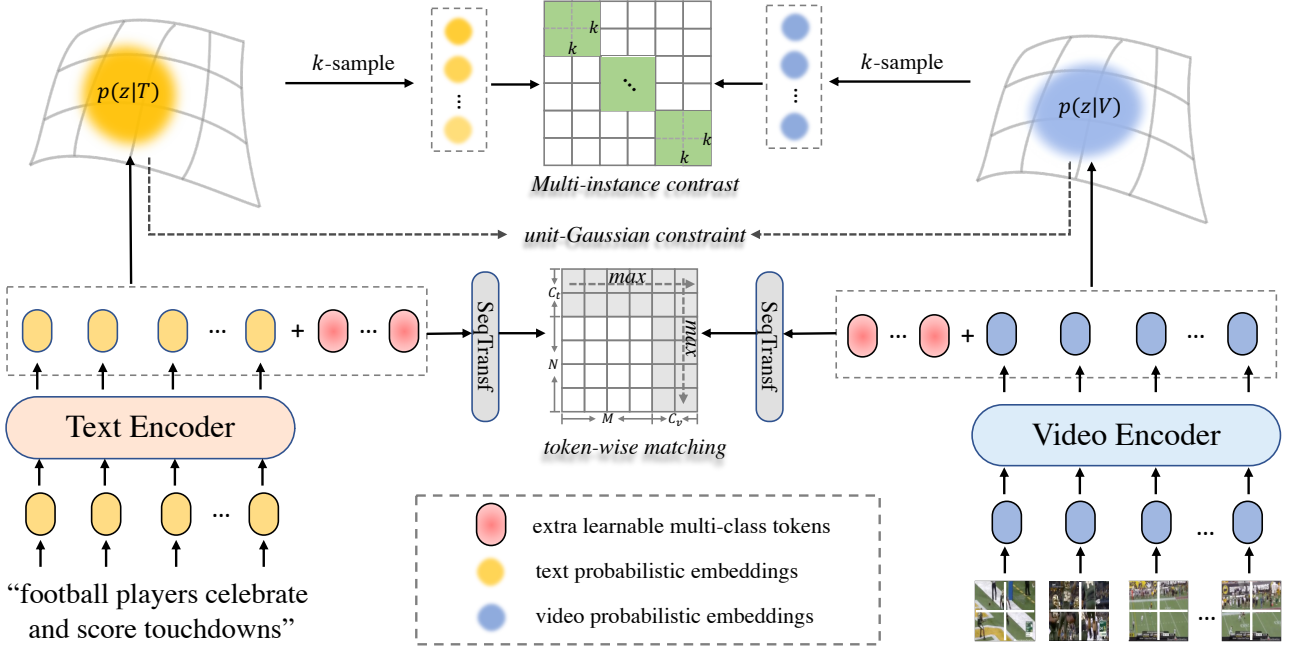 p(z|T)
k-sample
k
k
⋱
k
k
k-sample
p(z|V)
Multi-instance contrast
unit-Gaussian constraint
... + ...
SeqTransf
max
max
C_t
N
M
C_v
SeqTransf
... + ...
token-wise matching
Text Encoder
Video Encoder
...
...
extra learnable multi-class tokens
text probabilistic embeddings
video probabilistic embeddings
“football players celebrate
and score touchdowns”
...